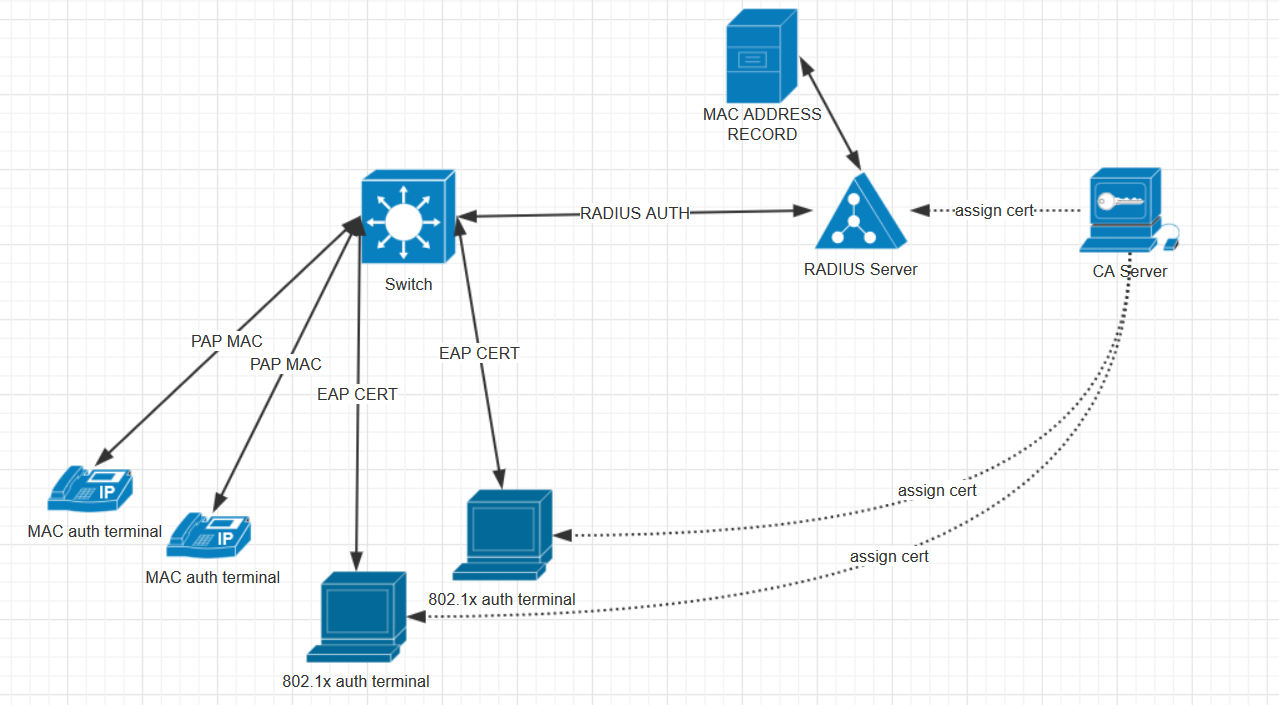 MAC ADDRESS
RECORD
RADIUS AUTH
assign cert
Switch
RADIUS Server
CA Server
PAP MAC
PAP MAC
EAP CERT
EAP CERT
IP
MAC auth terminal
IP
MAC auth terminal
assign cert
assign cert
802.1x auth terminal
802.1x auth terminal